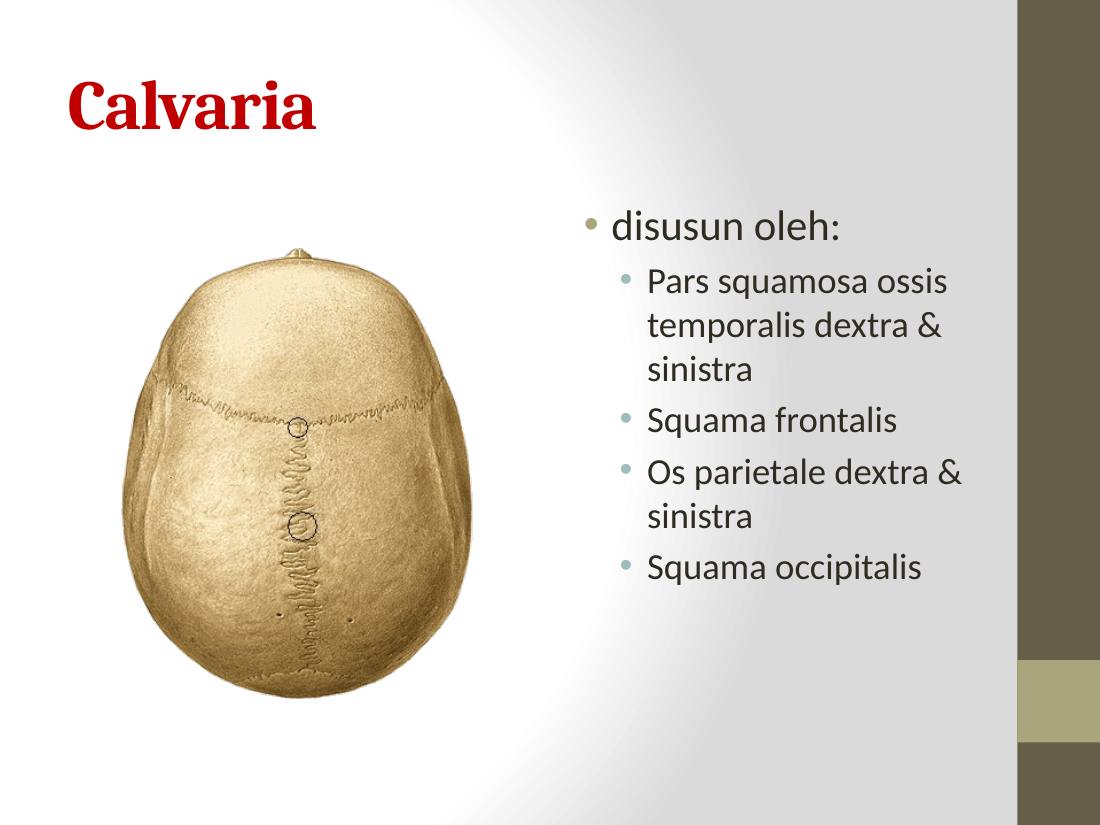 Calvaria
• disusun oleh:
• Pars squamosa ossis
temporalis dextra &
sinistra
• Squama frontalis
• Os parietale dextra &
sinistra
• Squama occipitalis